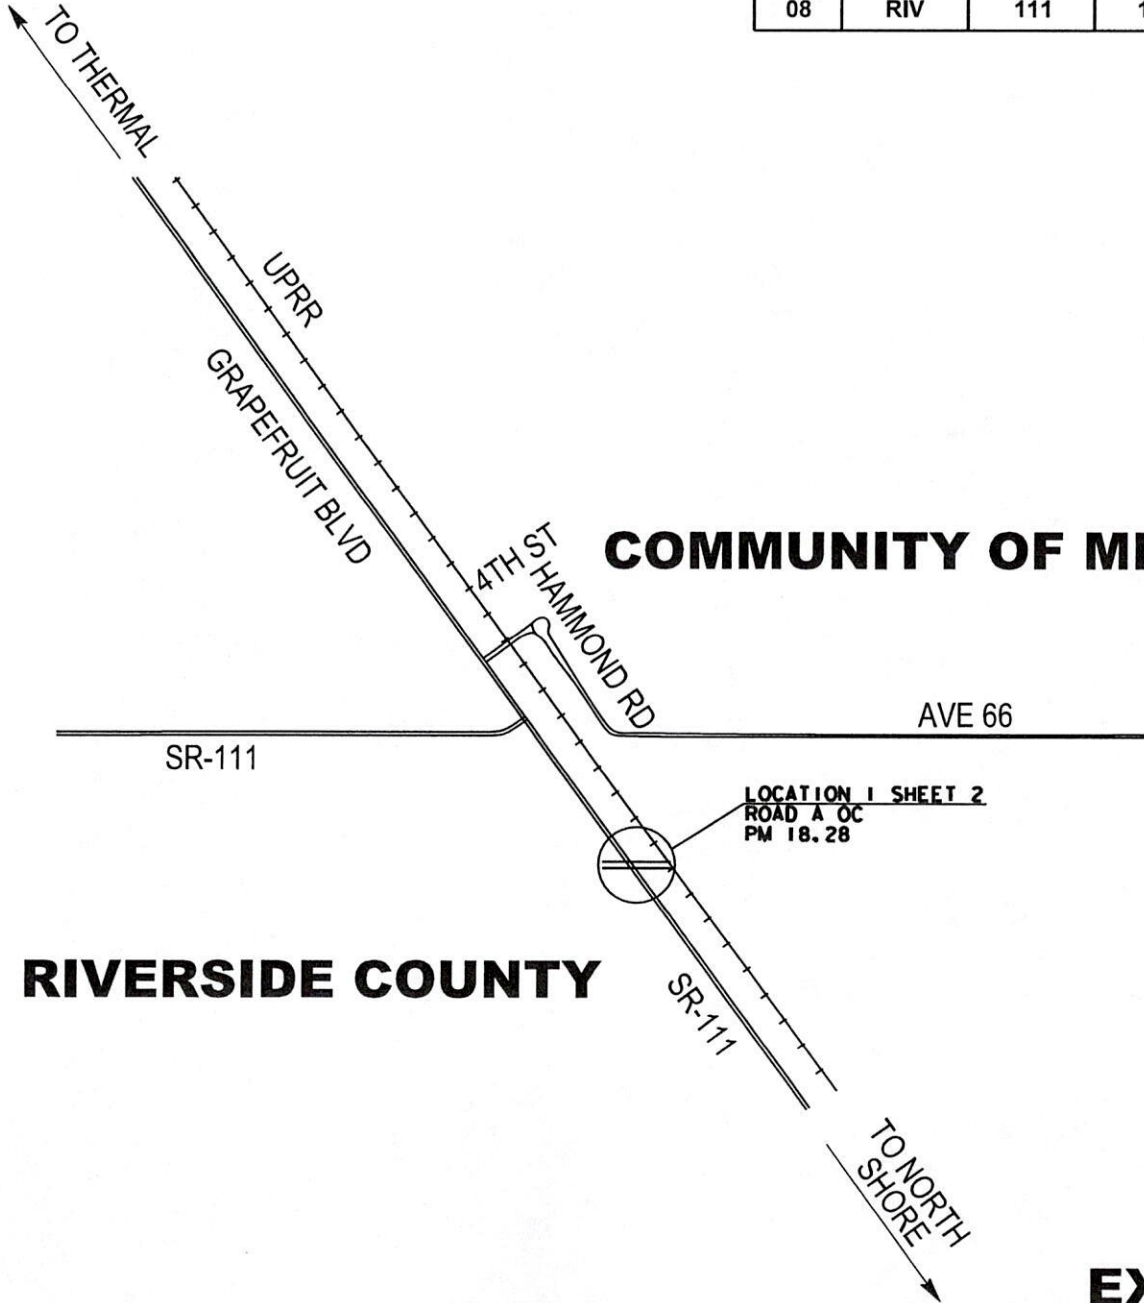 08 RIV 111
TO THERMAL
UPRR
GRAPEFRUIT BLVD
4TH ST
HAMMOND RD
COMMUNITY OF
AVE 66
SR-111
LOCATION 1 SHEET 2
ROAD A OC
PM 18.28
RIVERSIDE COUNTY
SR-111
TO NORTH
SHORE